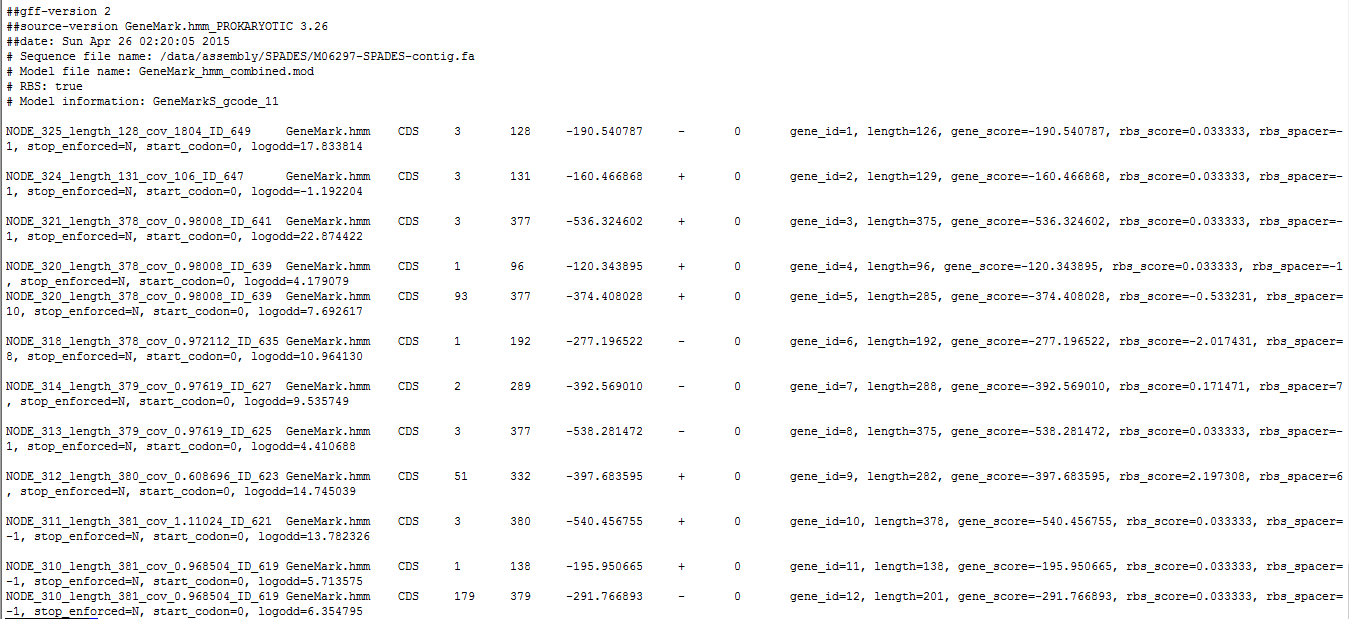 ##gff-version 2
##source-version GeneMark.hmm_PROKARYOTIC 3.26
##date: Sun Apr 26 02:20:05 2015
# Sequence file name: /data/assembly/SPADES/M06297-SPADES-contig.fa
# Model file name: GeneMark_hmm_combined.mod
# RBS: true
# Model information: GeneMarkS_gcode_11
NODE_325_length_128_cov_1804_ID_649 GeneMark.hmm CDS 3 128 -190.540787 - 0 gene_id=1, length=126, gene_score=-190.540787, rbs_score=0.033333, rbs_spacer=-
1, stop_enforced=N, start_codon=0, logodd=17.833814
NODE_324_length_131_cov_106_ID_647 GeneMark.hmm CDS 3 131 -160.466868 + 0 gene_id=2, length=129, gene_score=-160.466868, rbs_score=0.033333, rbs_spacer=-
1, stop_enforced=N, start_codon=0, logodd=-1.192204
NODE_321_length_378_cov_0.98008_ID_641 GeneMark.hmm CDS 3 377 -536.324602 + 0 gene_id=3, length=375, gene_score=-536.324602, rbs_score=0.033333, rbs_spacer=-
1, stop_enforced=N, start_codon=0, logodd=22.874422
NODE_320_length_378_cov_0.98008_ID_639 GeneMark.hmm CDS 1 96 -120.343895 + 0 gene_id=4, length=96, gene_score=-120.343895, rbs_score=0.033333, rbs_spacer=-1
, stop_enforced=N, start_codon=0, logodd=4.179079
NODE_320_length_378_cov_0.98008_ID_639 GeneMark.hmm CDS 93 377 -374.408028 + 0 gene_id=5, length=285, gene_score=-374.408028, rbs_score=-0.533231, rbs_spacer=
10, stop_enforced=N, start_codon=0, logodd=7.692617
NODE_318_length_378_cov_0.972112_ID_635 GeneMark.hmm CDS 1 192 -277.196522 - 0 gene_id=6, length=192, gene_score=-277.196522, rbs_score=-2.017431, rbs_spacer=
8, stop_enforced=N, start_codon=0, logodd=10.964130
NODE_314_length_379_cov_0.97619_ID_627 GeneMark.hmm CDS 2 289 -392.569010 - 0 gene_id=7, length=288, gene_score=-392.569010, rbs_score=0.171471, rbs_spacer=7
, stop_enforced=N, start_codon=0, logodd=9.535749
NODE_313_length_379_cov_0.97619_ID_625 GeneMark.hmm CDS 3 377 -538.281472 - 0 gene_id=8, length=375, gene_score=-538.281472, rbs_score=0.033333, rbs_spacer=-
1, stop_enforced=N, start_codon=0, logodd=4.410688
NODE_312_length_380_cov_0.608696_ID_623 GeneMark.hmm CDS 51 332 -397.683595 + 0 gene_id=9, length=282, gene_score=-397.683595, rbs_score=2.197308, rbs_spacer=6
, stop_enforced=N, start_codon=0, logodd=14.745039
NODE_311_length_381_cov_1.11024_ID_621 GeneMark.hmm CDS 3 380 -540.456755 + 0 gene_id=10, length=378, gene_score=-540.456755, rbs_score=0.033333, rbs_spacer=
-1, stop_enforced=N, start_codon=0, logodd=13.782326
NODE_310_length_381_cov_0.968504_ID_619 GeneMark.hmm CDS 1 138 -195.950665 + 0 gene_id=11, length=138, gene_score=-195.950665, rbs_score=0.033333, rbs_spacer=
-1, stop_enforced=N, start_codon=0, logodd=5.713575
NODE_310_length_381_cov_0.968504_ID_619 GeneMark.hmm CDS 179 379 -291.766893 - 0 gene_id=12, length=201, gene_score=-291.766893, rbs_score=0.033333, rbs_spacer=
-1, stop_enforced=N, start_codon=0, logodd=6.354795